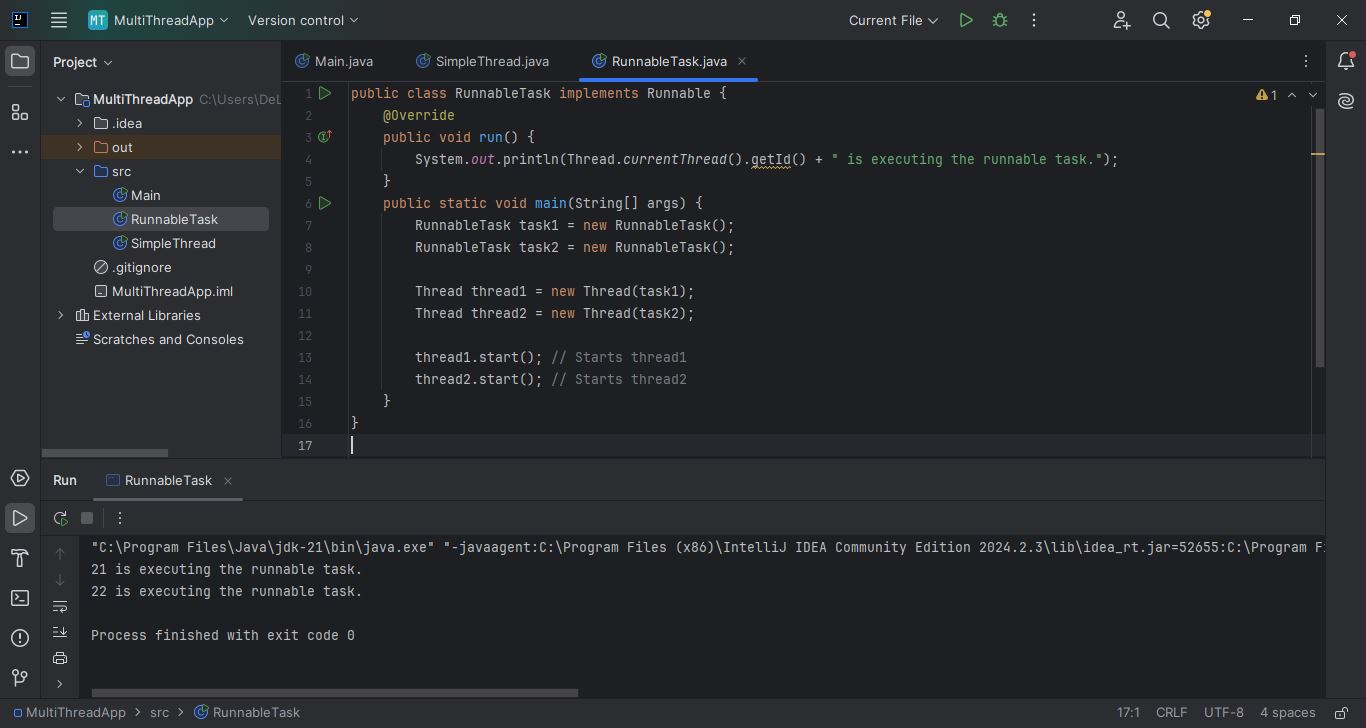 MT MultiThreadApp Version control Current File
Project
Main.java SimpleThread.java RunnableTask.java
MultiThreadApp C:\Users\DeL
.idea
out
src
Main
RunnableTask
SimpleThread
.gitignore
MultiThreadApp.iml
External Libraries
Scratches and Consoles
1 public class RunnableTask implements Runnable {
2 @Override
3 public void run() {
4 System.out.println(Thread.currentThread().getId() + " is executing the runnable task.");
5 }
6 public static void main(String[] args) {
7 RunnableTask task1 = new RunnableTask();
8 RunnableTask task2 = new RunnableTask();
9
10 Thread thread1 = new Thread(task1);
11 Thread thread2 = new Thread(task2);
12
13 thread1.start(); // Starts thread1
14 thread2.start(); // Starts thread2
15 }
16 }
17
1
Run RunnableTask
"C:\Program Files\Java\jdk-21\bin\java.exe" "-javaagent:C:\Program Files (x86)\IntelliJ IDEA Community Edition 2024.2.3\lib\idea_rt.jar=52655:C:\Program Fi
21 is executing the runnable task.
22 is executing the runnable task.
Process finished with exit code 0
MultiThreadApp > src > RunnableTask 17:1 CRLF UTF-8 4 spaces